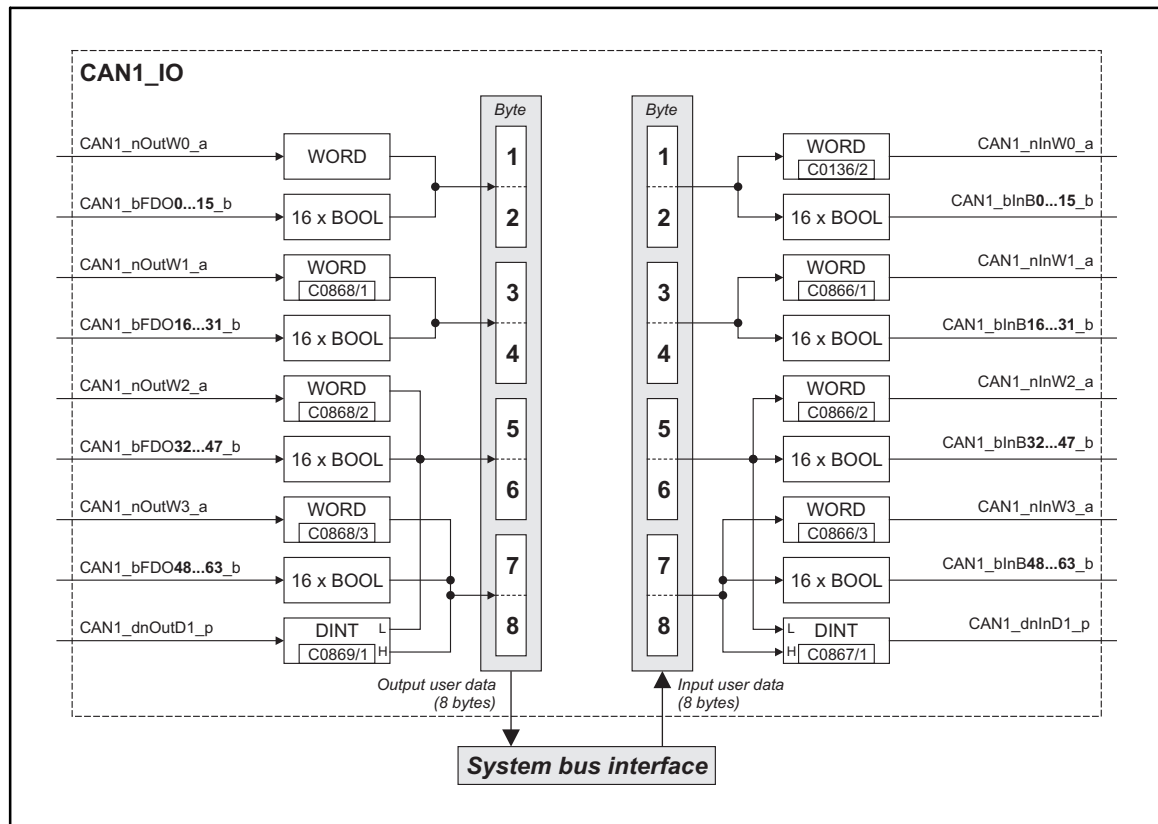 CAN1_IO
Byte
Byte
CAN1_nOutW0_a
WORD
1
1
WORD
C0136/2
CAN1_nInW0_a
CAN1_bFDO0...15_b
16 x BOOL
2
2
16 x BOOL
CAN1_bInB0...15_b
CAN1_nOutW1_a
WORD
C0868/1
3
3
WORD
C0866/1
CAN1_nInW1_a
CAN1_bFDO16...31_b
16 x BOOL
4
4
16 x BOOL
CAN1_bInB16...31_b
CAN1_nOutW2_a
WORD
C0868/2
5
5
WORD
C0866/2
CAN1_nInW2_a
CAN1_bFDO32...47_b
16 x BOOL
6
6
16 x BOOL
CAN1_bInB32...47_b
CAN1_nOutW3_a
WORD
C0868/3
7
7
WORD
C0866/3
CAN1_nInW3_a
CAN1_bFDO48...63_b
16 x BOOL
8
8
16 x BOOL
CAN1_bInB48...63_b
CAN1_dnOutD1_p
DINT
L
C0869/1
H
L
DINT
H
C0867/1
CAN1_dnInD1_p
Output user data
(8 bytes)
Input user data
(8 bytes)
System bus interface